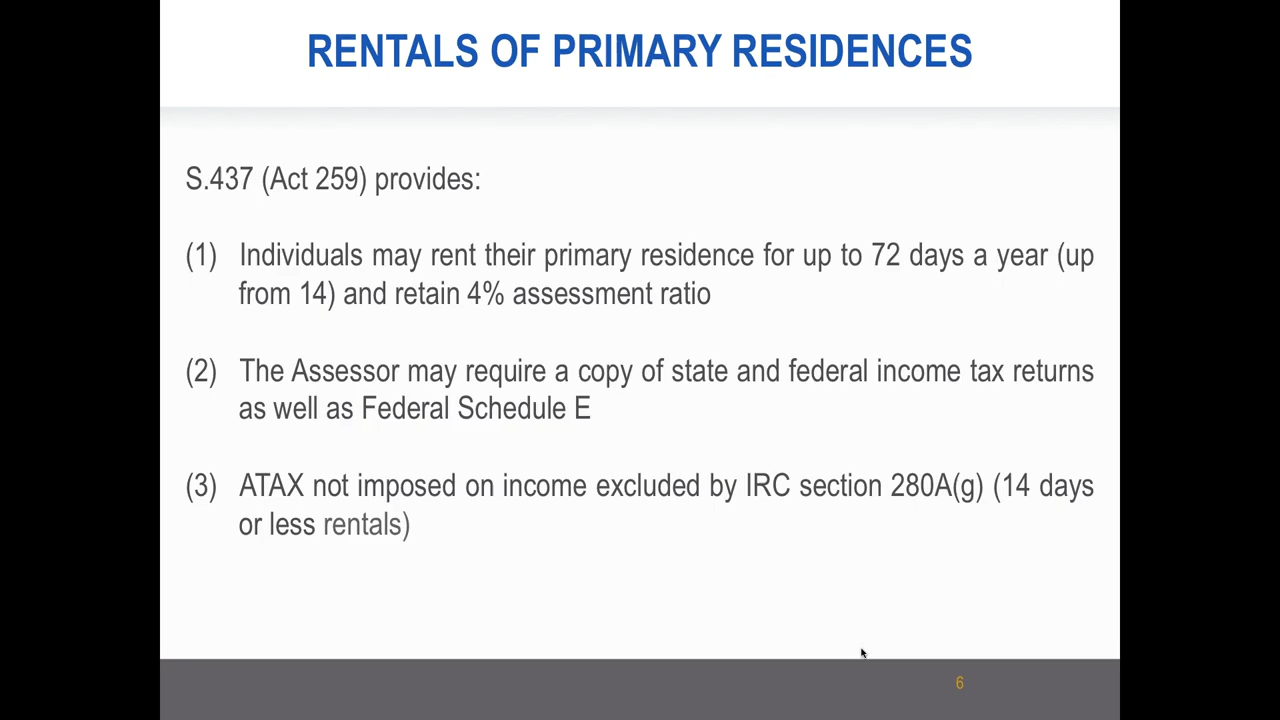 RENTALS OF PRIMARY RESIDENCES
S.437 (Act 259) provides:
(1) Individuals may rent their primary residence for up to 72 days a year (up
from 14) and retain 4% assessment ratio
(2) The Assessor may require a copy of state and federal income tax returns
as well as Federal Schedule E
(3) ATAX not imposed on income excluded by IRC section 280A(g) (14 days
or less rentals)
6